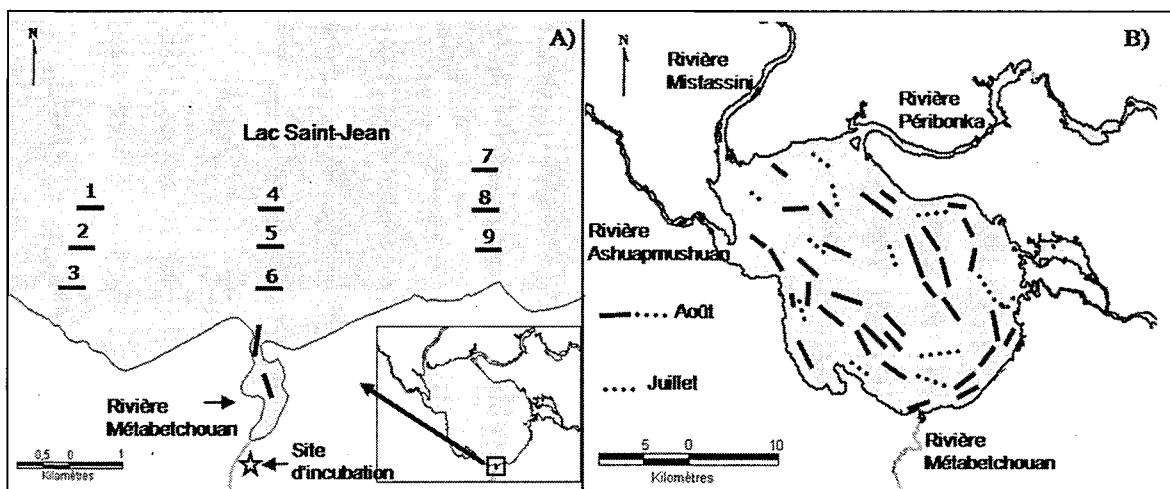 N
A)
Lac Saint-Jean
1
2
3
4
5
6
7
8
9
Rivière
Métabetchouan
Site
d'incubation
0,5 0 1
Kilomètres
N
B)
Rivière
Mistassini
Rivière
Péribonka
Rivière
Ashuapmushuan
Août
Juillet
Rivière
Métabetchouan
5 0 10
Kilomètres